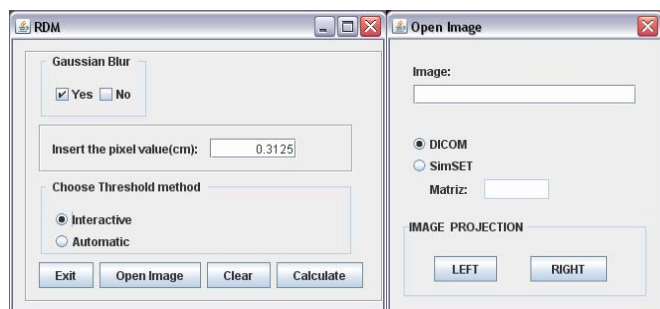 RDM
Gaussian Blur
Yes No
Insert the pixel value(cm): 0.3125
Choose Threshold method
Interactive
Automatic
Exit Open Image Clear Calculate
Open Image
Image:
DICOM
SimSET
Matriz:
IMAGE PROJECTION
LEFT RIGHT